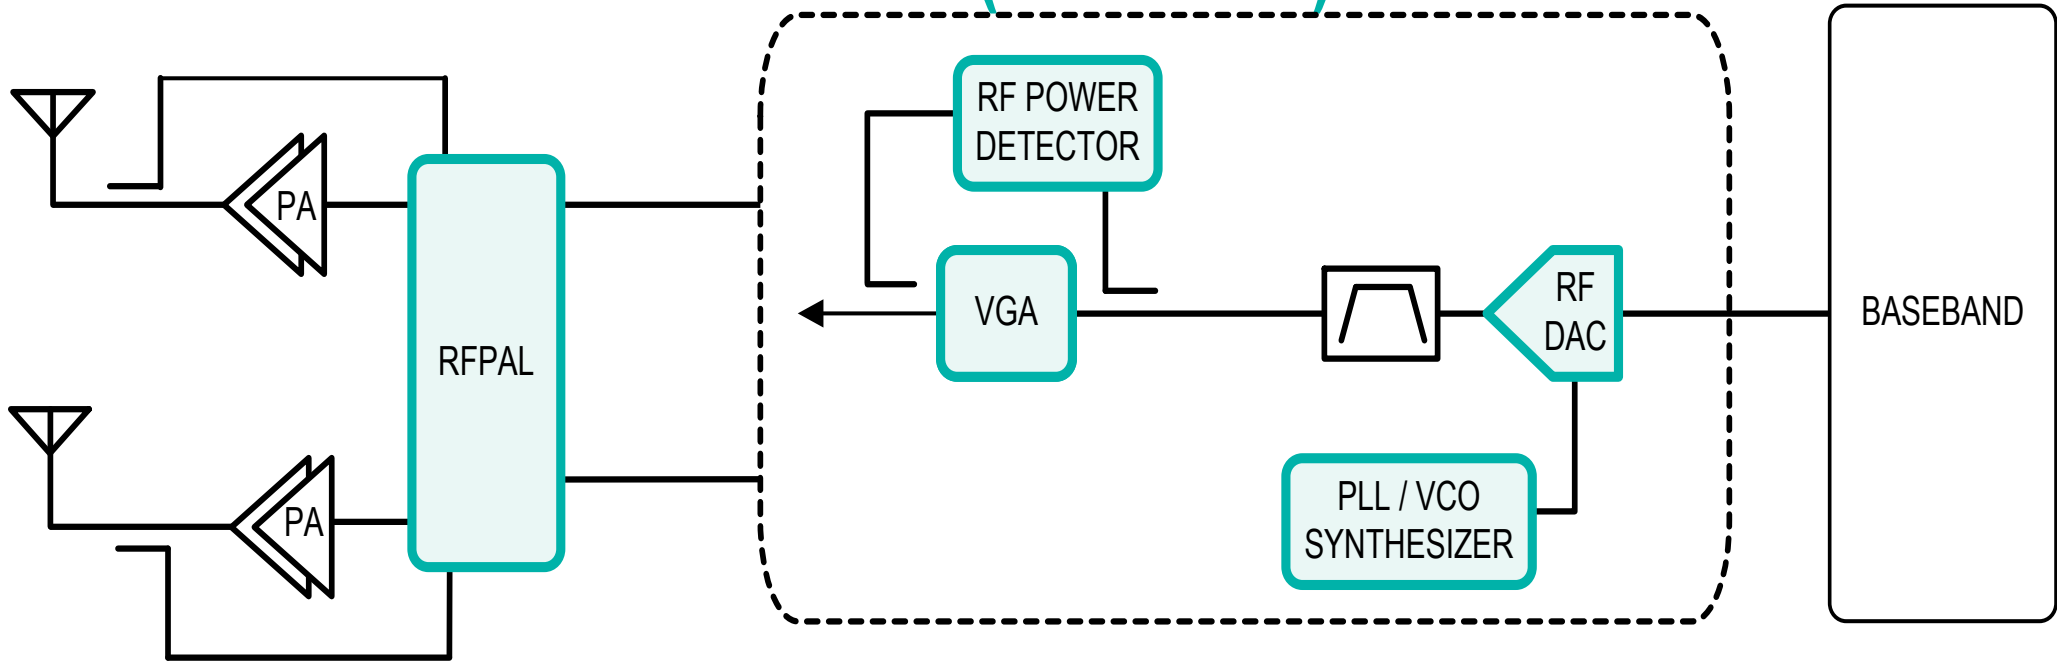 RF POWER
DETECTOR
PA
VGA
RF
DAC
BASEBAND
RFPAL
PLL / VCO
SYNTHESIZER
PA